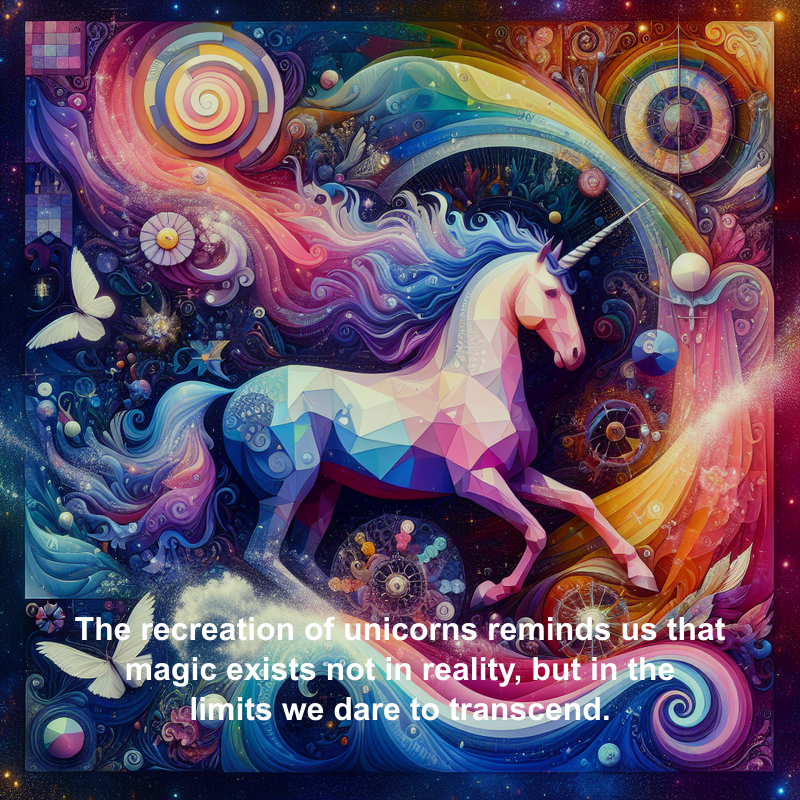 The recreation of unicorns reminds us that
magic exists not in reality, but in the
limits we dare to transcend.